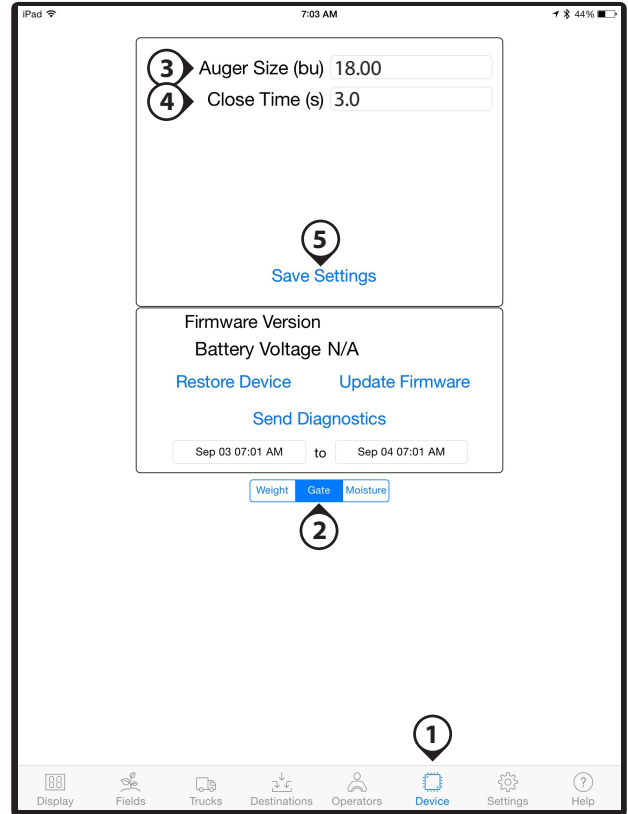 iPad 7:03 AM 44%
3 Auger Size (bu) 18.00
4 Close Time (s) 3.0
5
Save Settings
Firmware Version
Battery Voltage N/A
Restore Device Update Firmware
Send Diagnostics
Sep 03 07:01 AM to Sep 04 07:01 AM
Weight Gate Moisture
2
1
88 ?
Display Fields Trucks Destinations Operators Device Settings Help